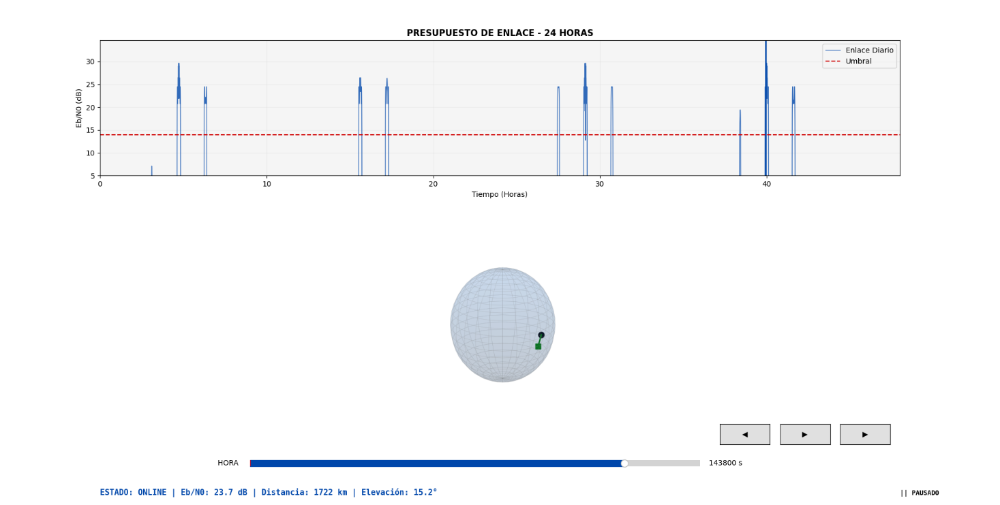 PRESUPUESTO DE ENLACE - 24 HORAS
Eb/N0 (dB)
30
25
20
15
10
5
Enlace Diario
Umbral
0 10 20 30 40
Tiempo (Horas)
◄ ► ►
HORA 143800 s
ESTADO: ONLINE | Eb/N0: 23.7 dB | Distancia: 1722 km | Elevación: 15.2° || PAUSADO